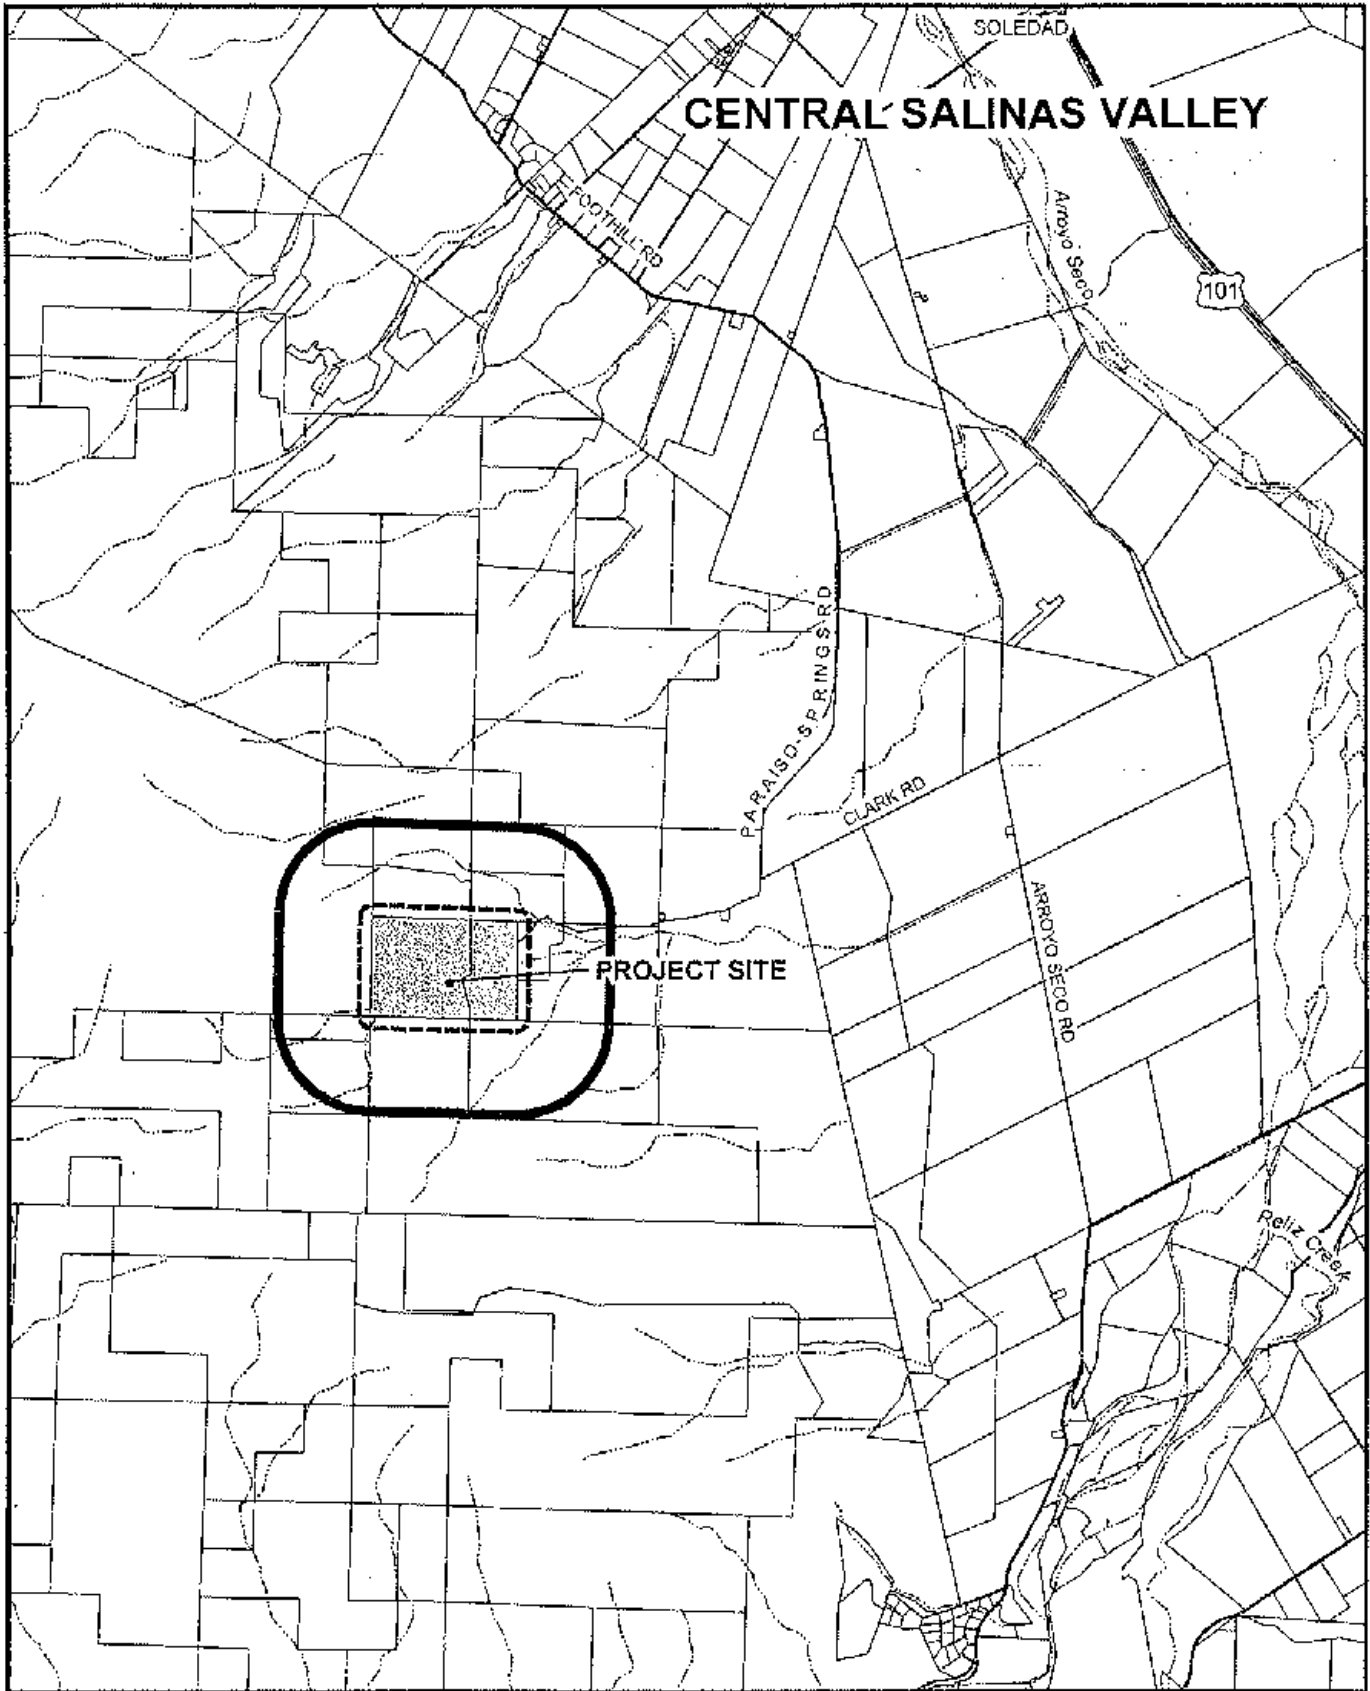 SOLEDAD
CENTRAL SALINAS VALLEY
FOOTHILL RD
Arroyo Seco
101
PARAISO-SPRINGS RD
CLARK RD
ARROYO SECO RD
PROJECT SITE
Reliz Creek